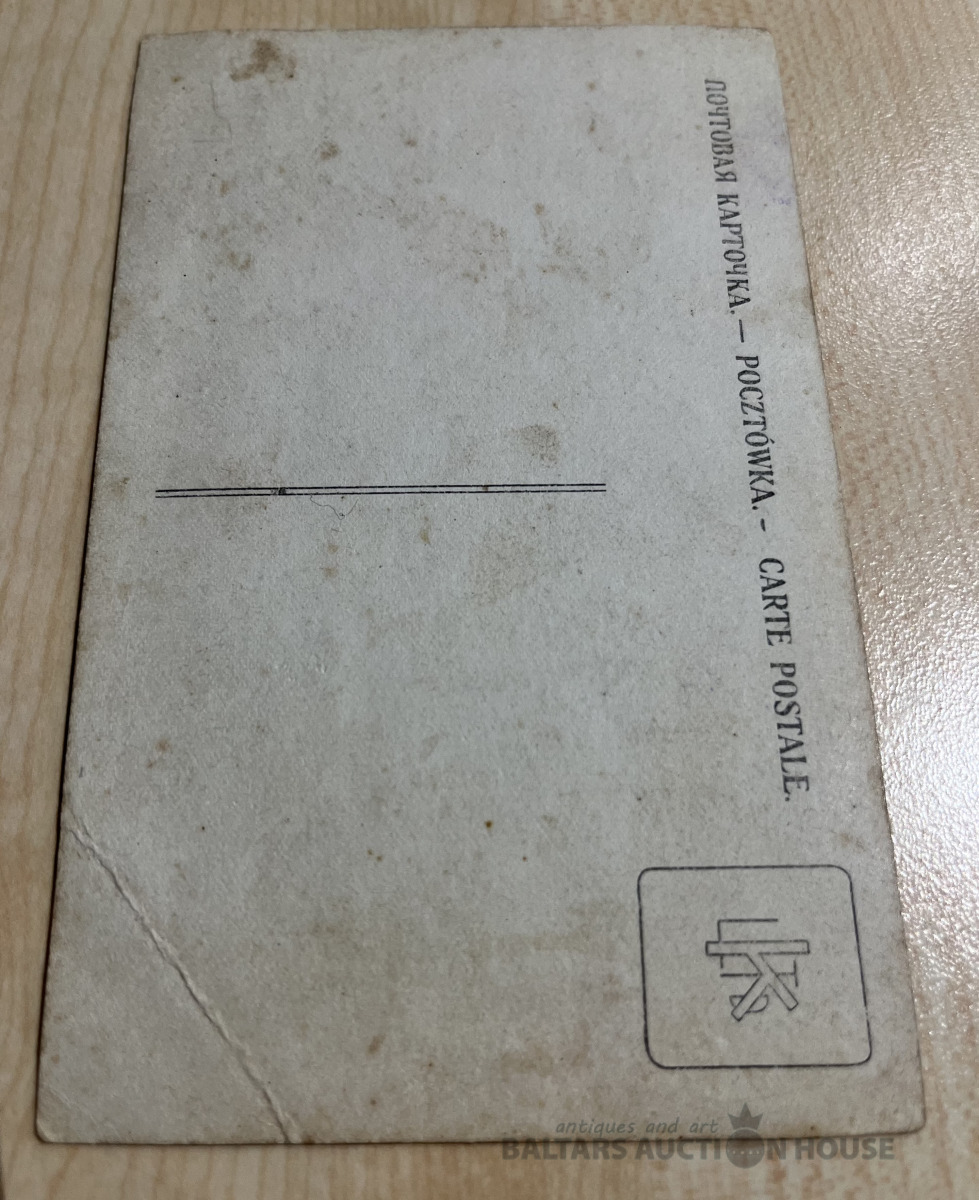 ПОЧТОВАЯ КАРТОЧКА.— POCZTÓWKA.- CARTE POSTALE.
antiques and art
BALTARS AUCTION HOUSE